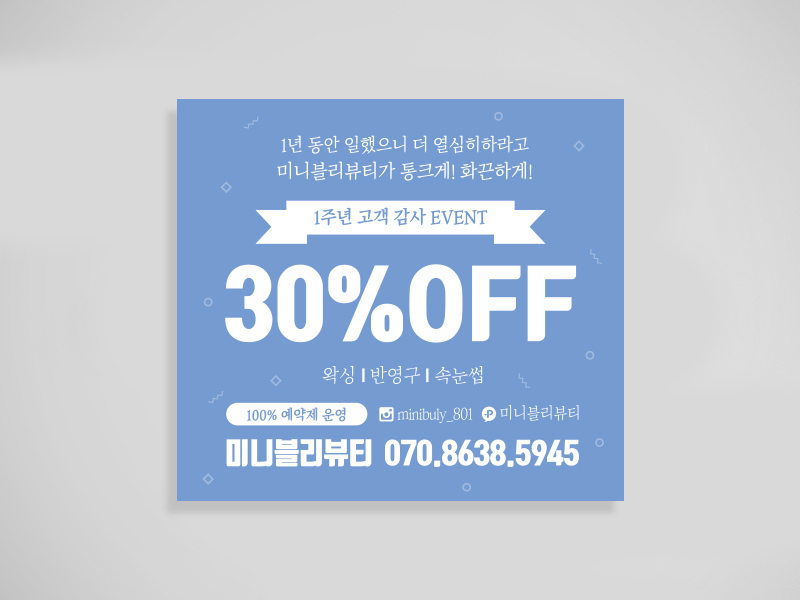 1년 동안 일했으니 더 열심히하라고
미니블리뷰티가 통크게! 화끈하게!
1주년 고객 감사 EVENT
30%OFF
왁싱 | 반영구 | 속눈썹
100% 예약제 운영 minibuly_801 미니블리뷰티
미니블리뷰티 070.8638.5945